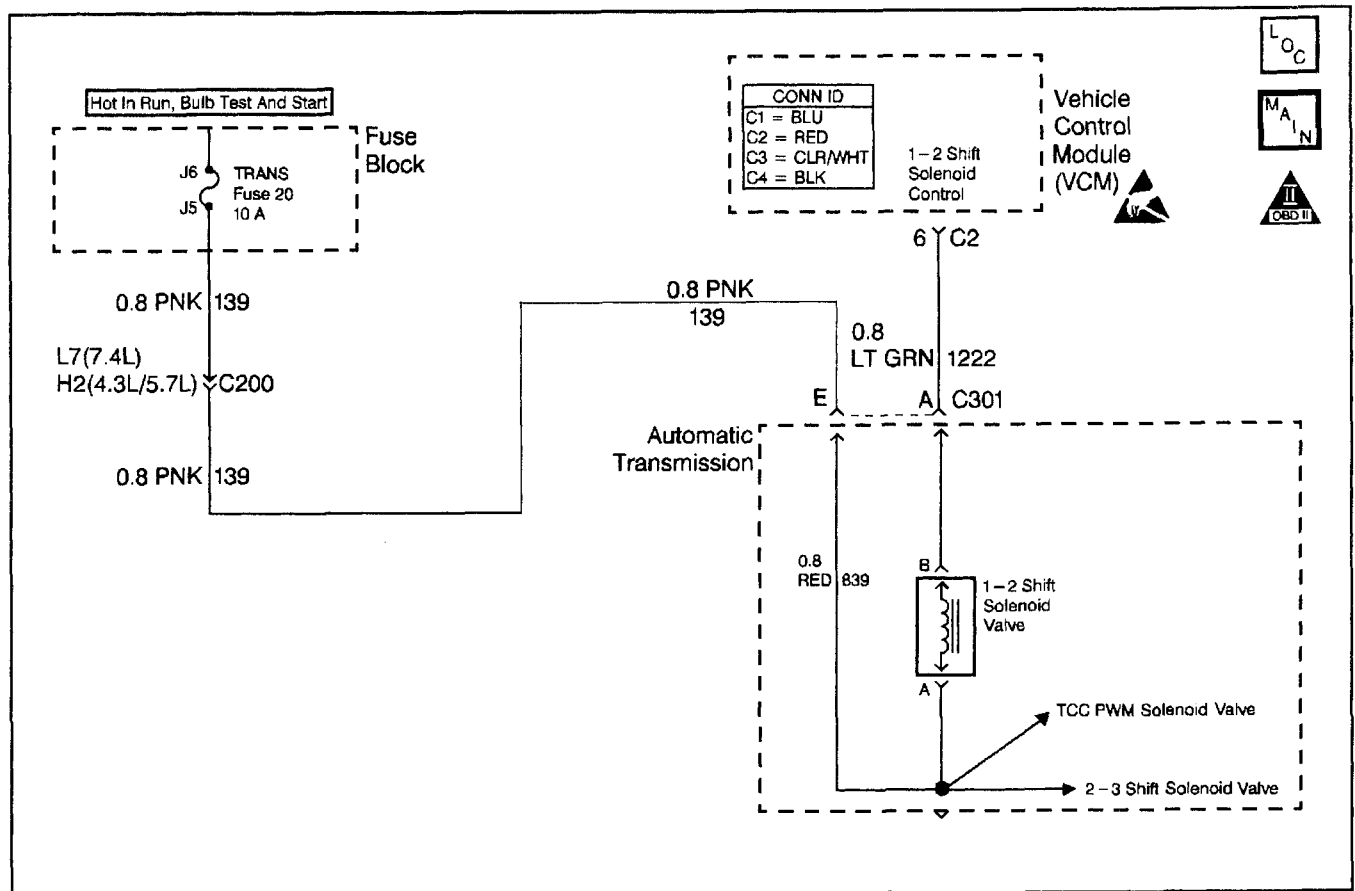 Hot In Run, Bulb Test And Start
Fuse
Block
J6
J5
TRANS
Fuse 20
10 A
0.8 PNK 139
L7(7.4L)
H2(4.3L/5.7L) C200
0.8 PNK 139
0.8 PNK
139
CONN ID
C1 = BLU
C2 = RED
C3 = CLR/WHT
C4 = BLK
1-2 Shift
Solenoid
Control
Vehicle
Control
Module
(VCM)
LOC
MAIN
II
OBD II
6 C2
0.8
LT GRN 1222
E A C301
Automatic
Transmission
0.8
RED 839
B
1-2 Shift
Solenoid
Valve
A
TCC PWM Solenoid Valve
2-3 Shift Solenoid Valve